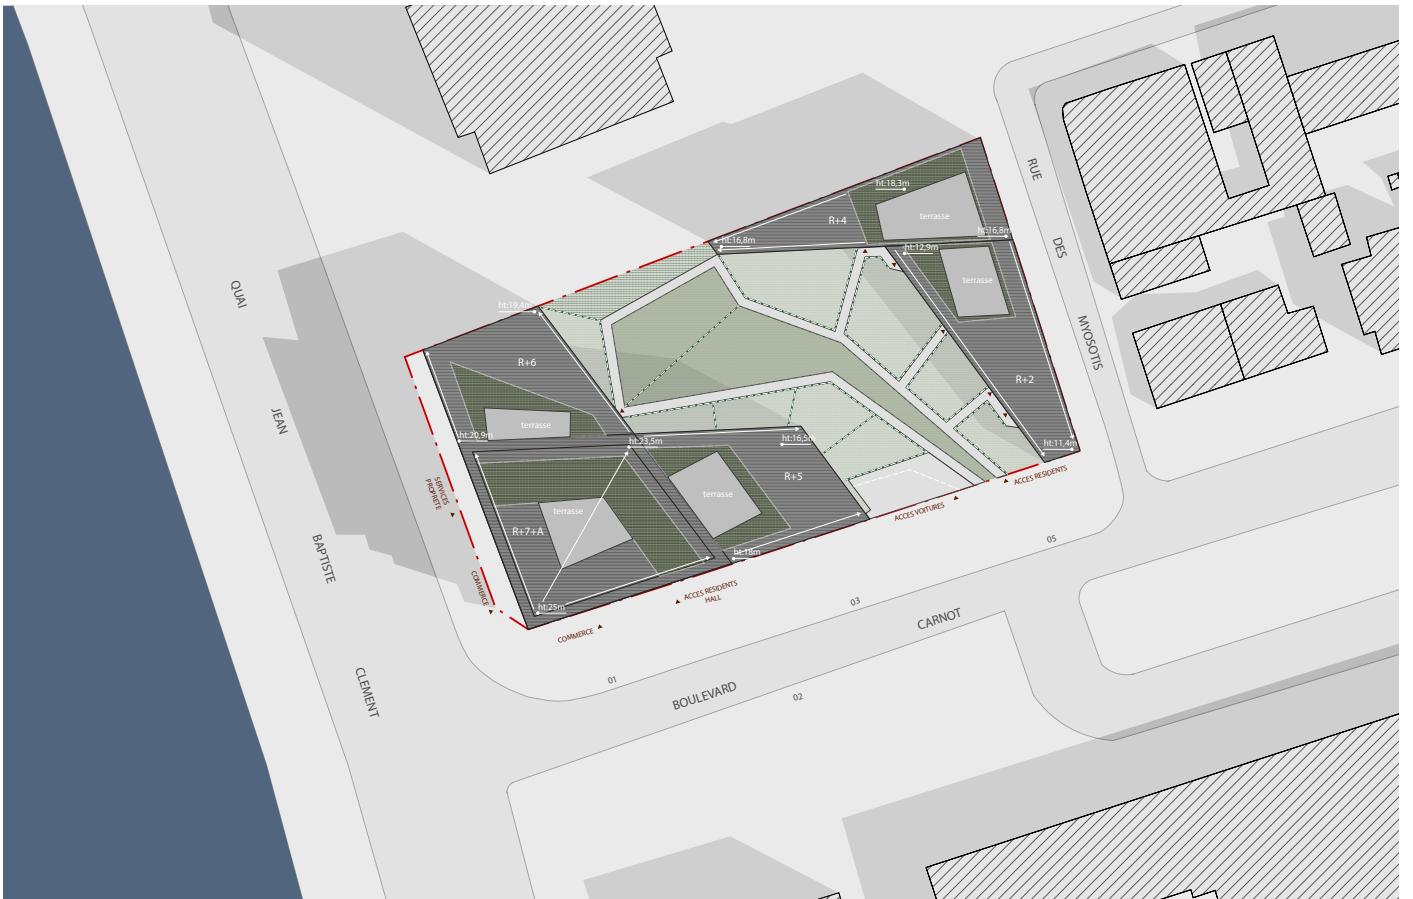 RUE
DES
MYOSOTIS
QUAI
JEAN
BAPTISTE
CLEMENT
ht:18,3m
terrasse
R+4
ht:16,8m
ht:16,8m
ht:12,9m
terrasse
R+2
ht:11,4m
ht:19,4m
R+6
terrasse
ht:20,9m
ht:23,5m
ht:16,5m
R+5
terrasse
terrasse
R+7+A
ht:18m
ht:25m
SERVICES
PROPRETE
COMMERCE
COMMERCE
ACCES RESIDENTS
HALL
ACCES VOITURES
ACCES RESIDENTS
01
03
05
02
BOULEVARD
CARNOT